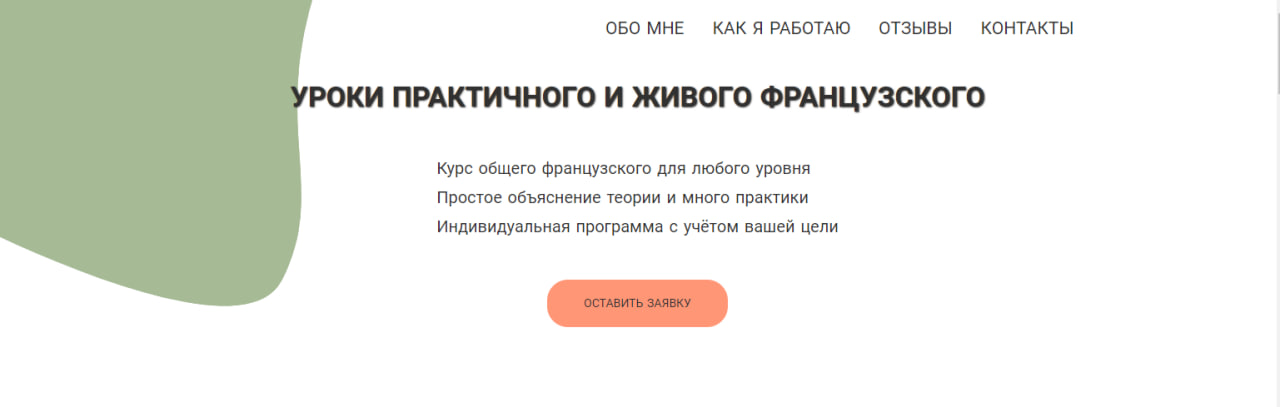 ОБО МНЕ КАК Я РАБОТАЮ ОТЗЫВЫ КОНТАКТЫ
УРОКИ ПРАКТИЧНОГО И ЖИВОГО ФРАНЦУЗСКОГО
Курс общего французского для любого уровня
Простое объяснение теории и много практики
Индивидуальная программа с учётом вашей цели
ОСТАВИТЬ ЗАЯВКУ